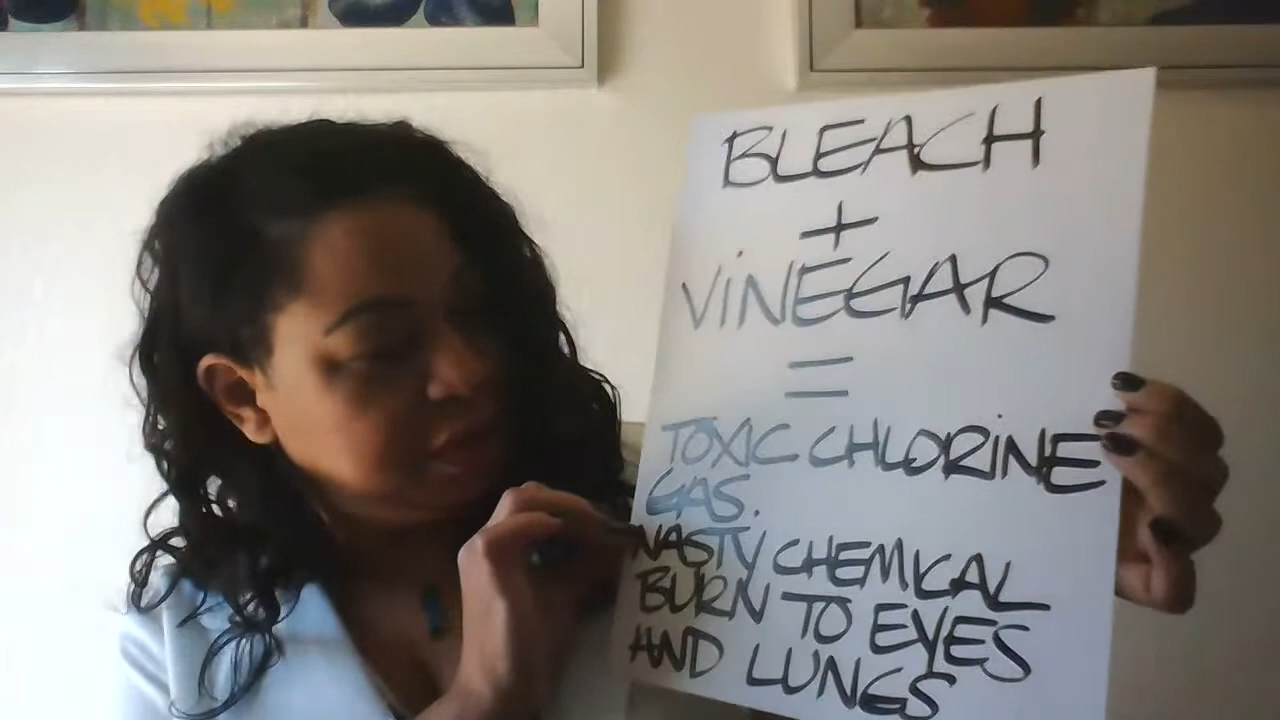 BLEACH
+
ViNEGAR
=
TOXIC CHLORINE
GAS.
NASTY CHEMICAL
BURN TO EYES
AND LUNGS